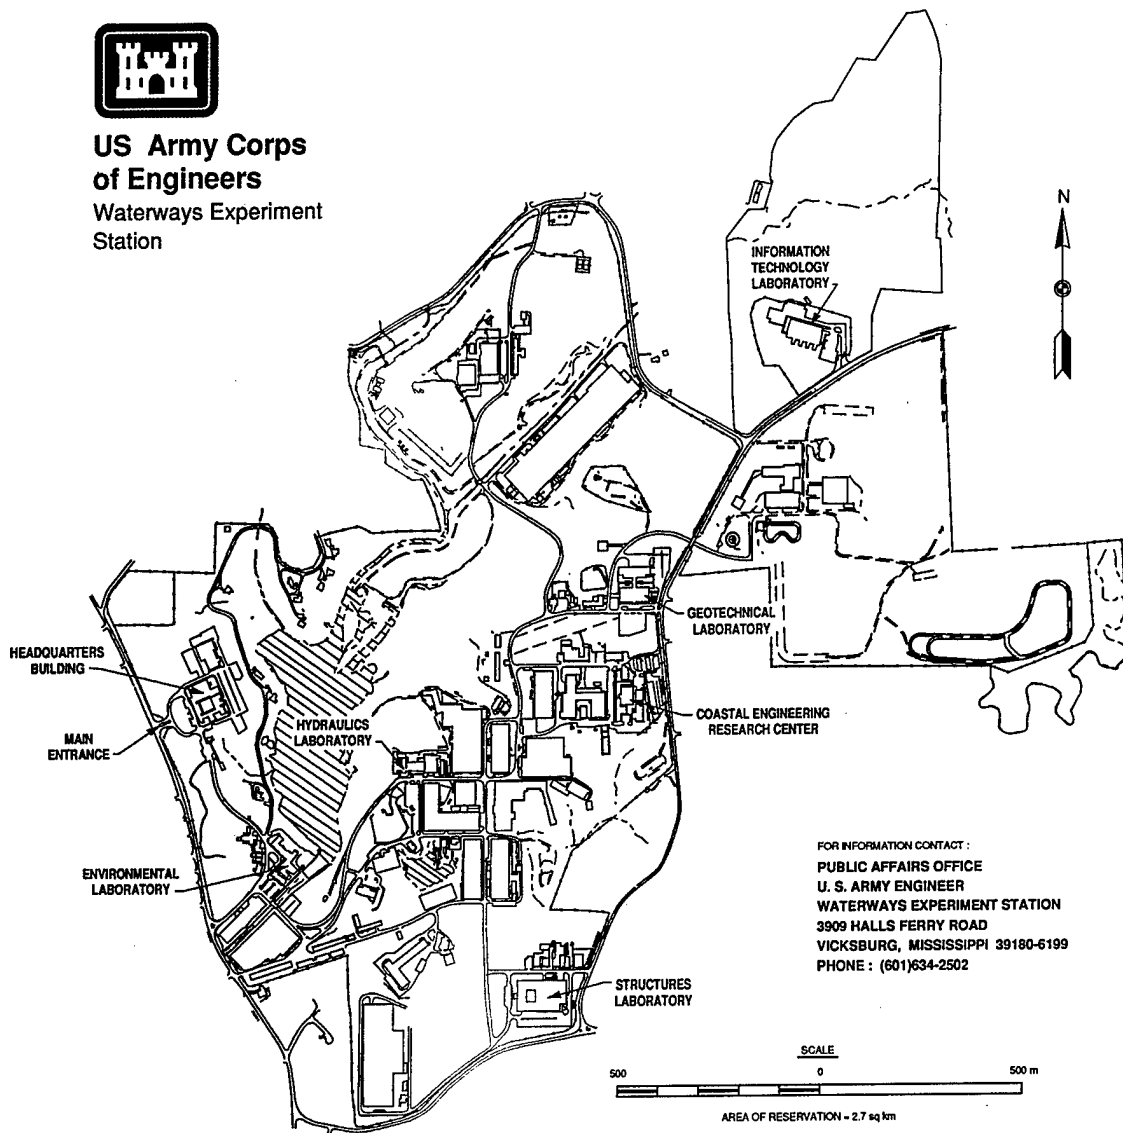 US Army Corps
of Engineers
Waterways Experiment
Station
N
INFORMATION
TECHNOLOGY
LABORATORY
GEOTECHNICAL
LABORATORY
HEADQUARTERS
BUILDING
HYDRAULICS
LABORATORY
COASTAL ENGINEERING
RESEARCH CENTER
MAIN
ENTRANCE
ENVIRONMENTAL
LABORATORY
FOR INFORMATION CONTACT :
PUBLIC AFFAIRS OFFICE
U. S. ARMY ENGINEER
WATERWAYS EXPERIMENT STATION
3909 HALLS FERRY ROAD
VICKSBURG, MISSISSIPPI 39180-6199
PHONE : (601)634-2502
STRUCTURES
LABORATORY
SCALE
500 0 500 m
AREA OF RESERVATION = 2.7 sq km